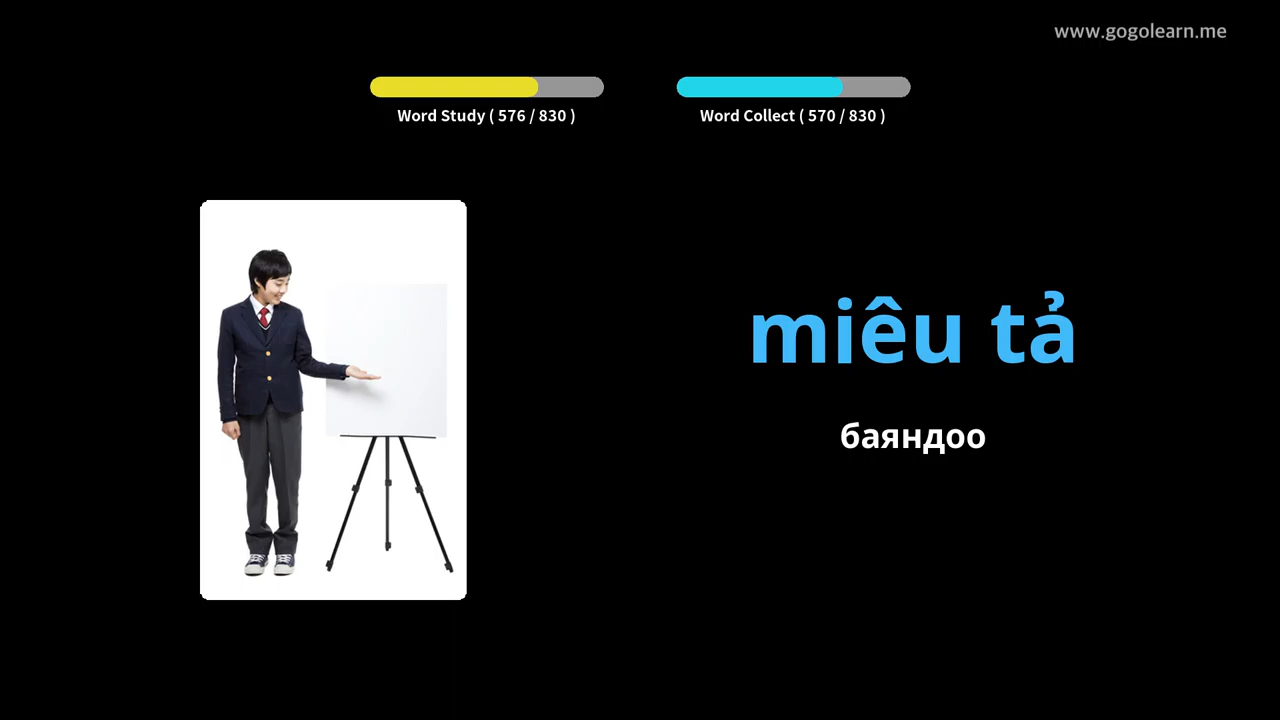 www.gogolearn.me
Word Study ( 576 / 830 )
Word Collect ( 570 / 830 )
miêu tả
баяндоо